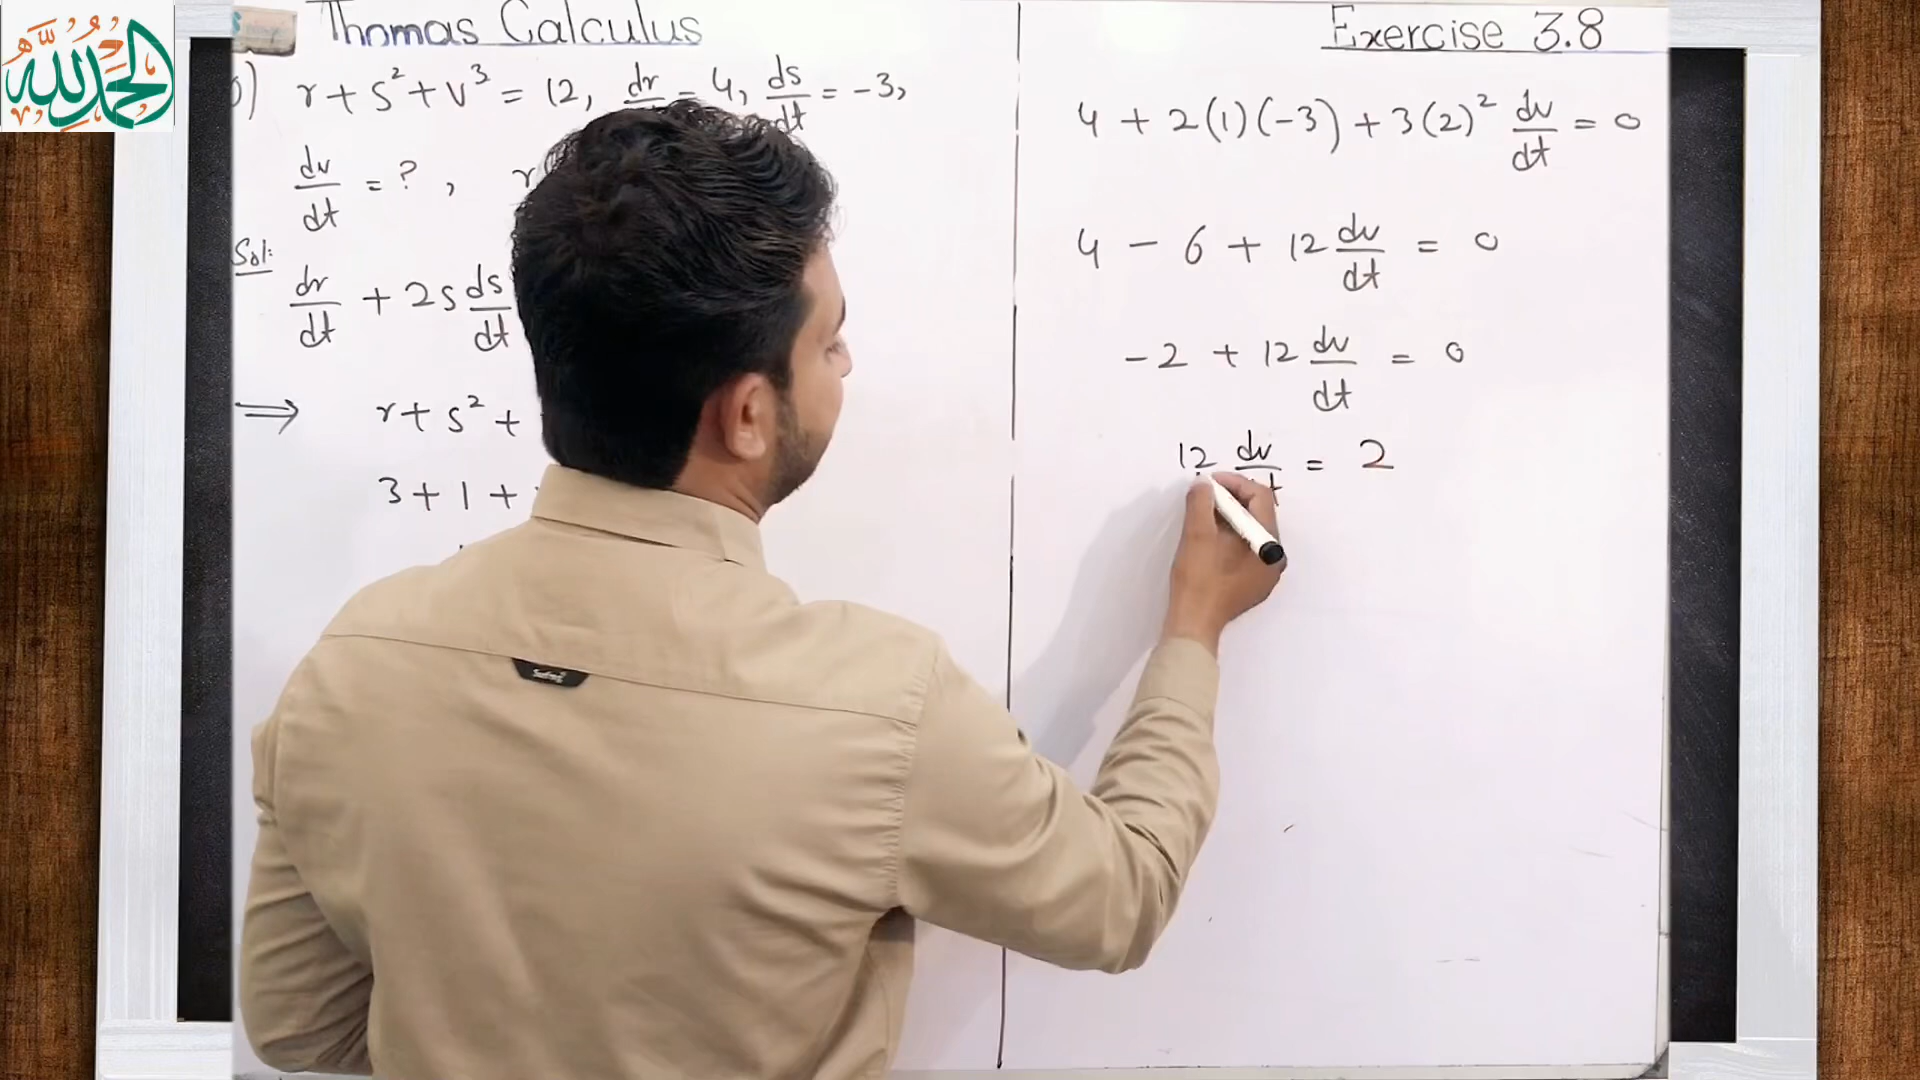 الحمد لله
Thomas Calculus
Exercise 3.8
) r + s² + v³ = 12, dr = 4, ds/dt = -3,
dv/dt = ? , r
Sol:
dr/dt + 2s ds/dt
⟹ r + s² +
3 + 1 +
4 + 2(1)(-3) + 3(2)² dv/dt = 0
4 - 6 + 12 dv/dt = 0
-2 + 12 dv/dt = 0
12 dv/dt = 2